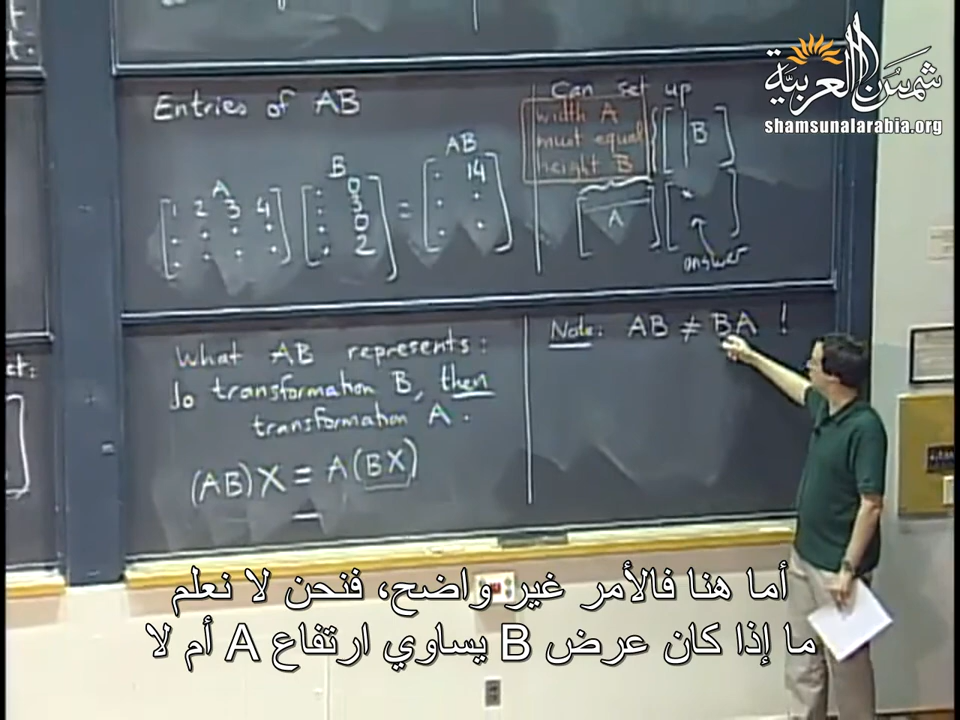 شمس العربية
shamsunalarabia.org
Entries of AB
A
[1 2 3 4]
B
0
3
0
2
=
AB
14
Can set up
width A
must equal
height B
B
A
answer
What AB represents:
do transformation B, then
transformation A.
(AB)X = A(BX)
Note: AB ≠ BA !
أما هنا فالأمر غير واضح، فنحن لا نعلم
ما إذا كان عرض B يساوي ارتفاع A أم لا